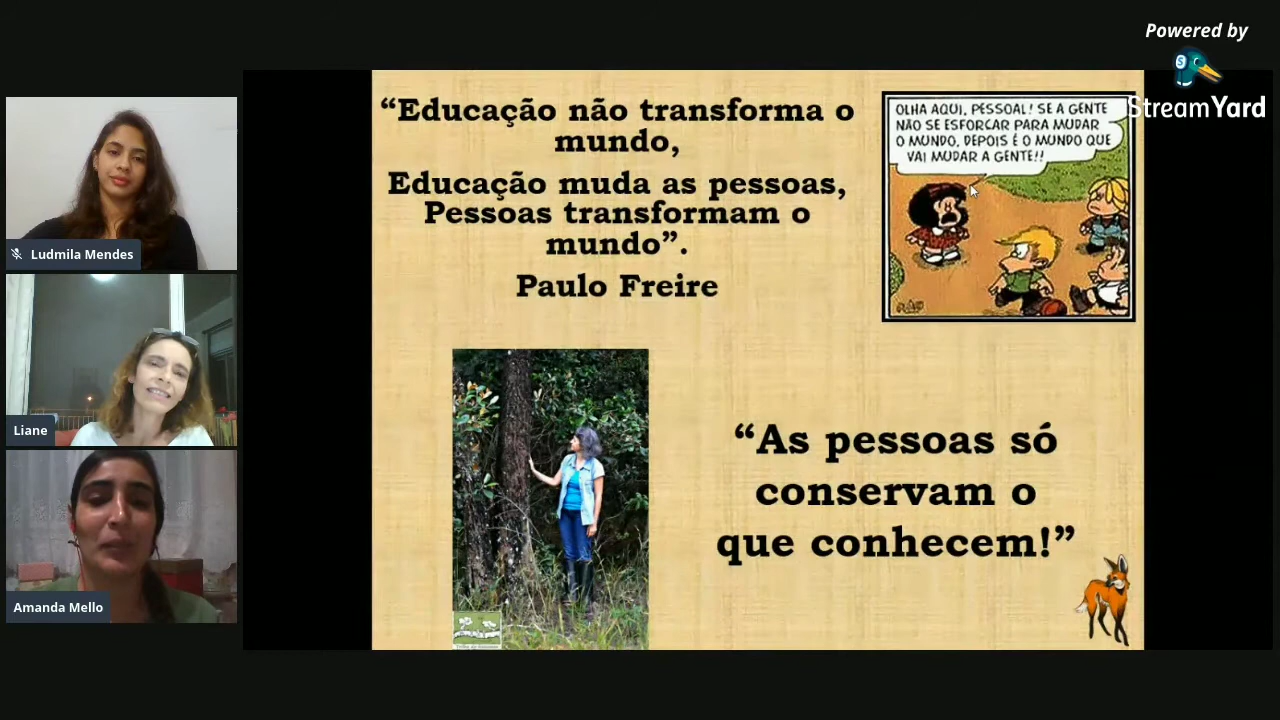 Powered by
StreamYard
“Educação não transforma o
mundo,
Educação muda as pessoas,
Pessoas transformam o
mundo”.
Paulo Freire
OLHA AQUI, PESSOAL! SE A GENTE
NÃO SE ESFORÇAR PARA MUDAR
O MUNDO, DEPOIS É O MUNDO QUE
VAI MUDAR A GENTE!!
“As pessoas só
conservam o
que conhecem!”
Ludmila Mendes
Liane
Amanda Mello